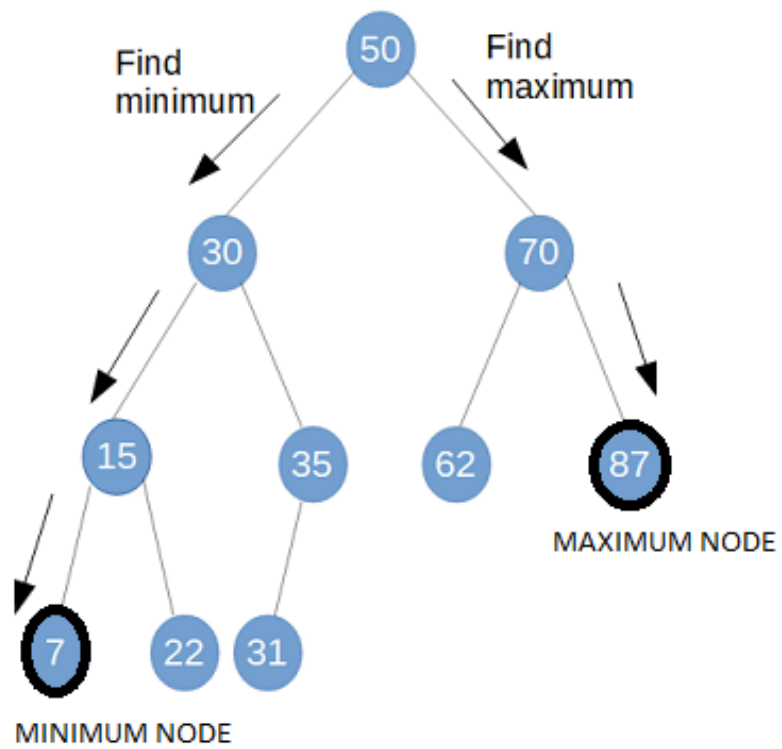 50
Find
minimum
Find
maximum
30
70
15
35
62
87
MAXIMUM NODE
7
22
31
MINIMUM NODE